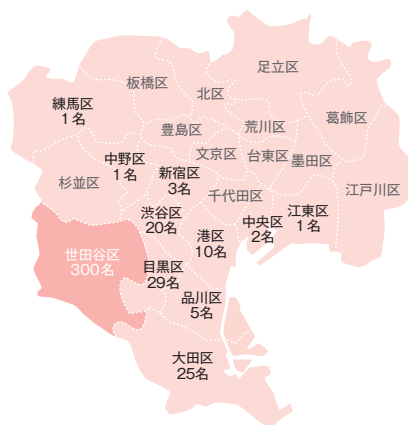 足立区
板橋区
北区
練馬区
1名
葛飾区
豊島区
荒川区
中野区
1名
文京区
台東区
墨田区
杉並区
新宿区
3名
千代田区
江戸川区
渋谷区
20名
港区
10名
中央区
2名
江東区
1名
世田谷区
300名
目黒区
29名
品川区
5名
大田区
25名